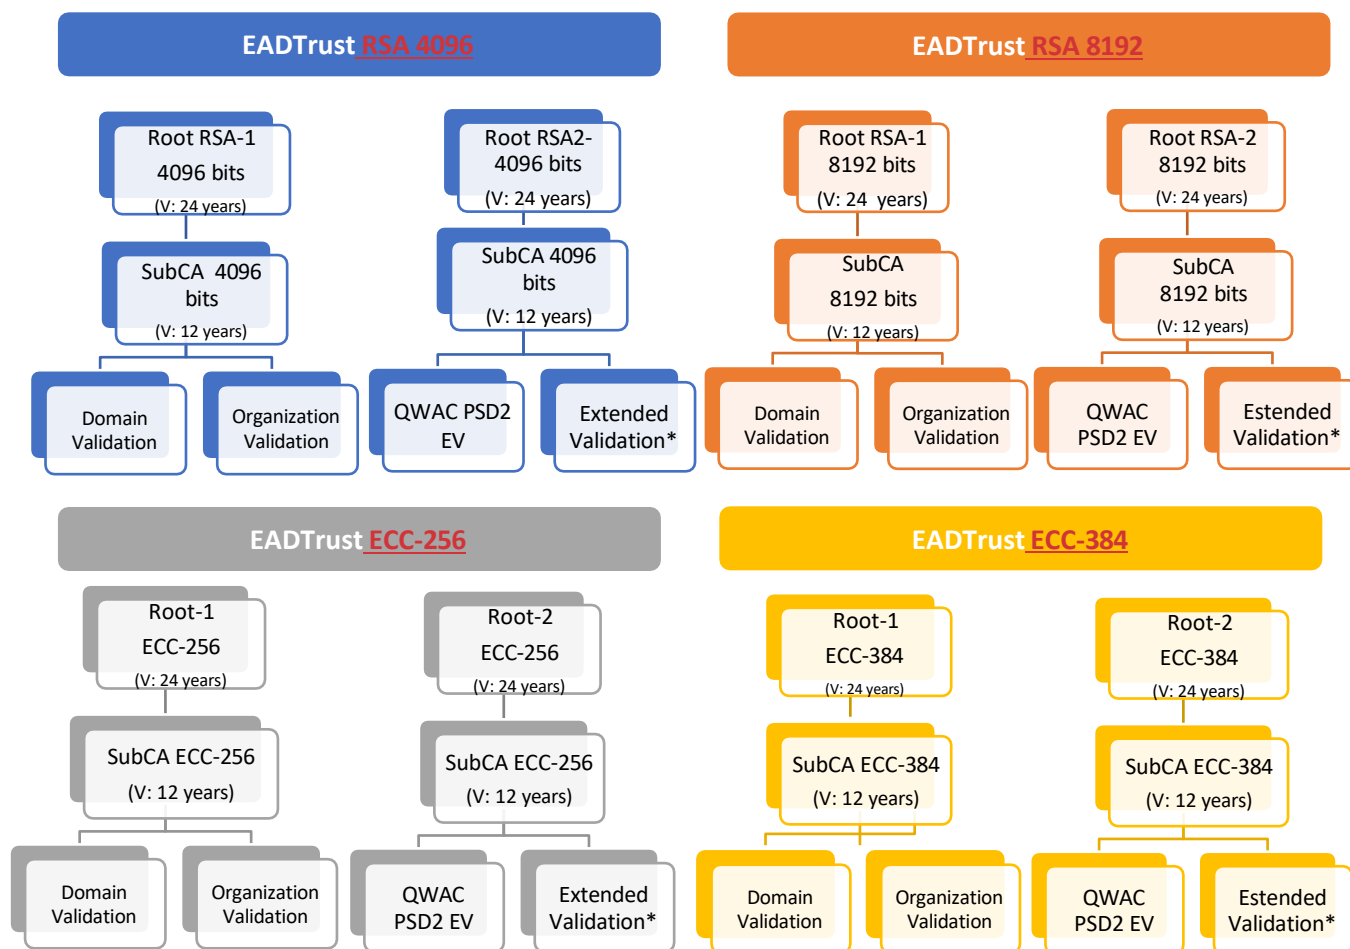 EADTrust RSA 4096
Root RSA-1
4096 bits
(V: 24 years)
SubCA 4096
bits
(V: 12 years)
Domain
Validation
Organization
Validation
Root RSA2-
4096 bits
(V: 24 years)
SubCA 4096
bits
(V: 12 years)
QWAC PSD2
EV
Extended
Validation*
EADTrust RSA 8192
Root RSA-1
8192 bits
(V: 24 years)
SubCA
8192 bits
(V: 12 years)
Domain
Validation
Organization
Validation
Root RSA-2
8192 bits
(V: 24 years)
SubCA
8192 bits
(V: 12 years)
QWAC
PSD2 EV
Estended
Validation*
EADTrust ECC-256
Root-1
ECC-256
(V: 24 years)
SubCA ECC-256
(V: 12 years)
Domain
Validation
Organization
Validation
Root-2
ECC-256
(V: 24 years)
SubCA ECC-256
(V: 12 years)
QWAC
PSD2 EV
Extended
Validation*
EADTrust ECC-384
Root-1
ECC-384
(V: 24 years)
SubCA ECC-384
(V: 12 years)
Domain
Validation
Organization
Validation
Root-2
ECC-384
(V: 24 years)
SubCA ECC-384
(V: 12 years)
QWAC
PSD2 EV
Estended
Validation*